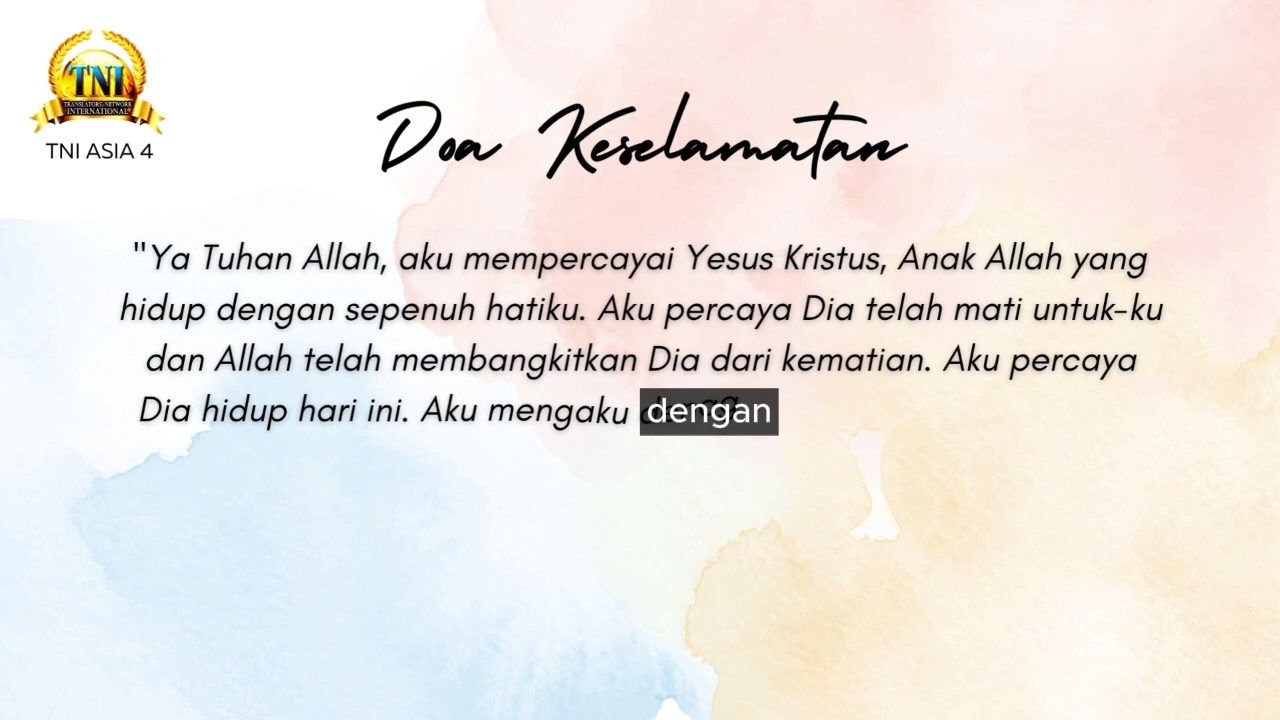 TNI
TRANSLATORS NETWORK
INTERNATIONAL
TNI ASIA 4
Doa Keselamatan
"Ya Tuhan Allah, aku mempercayai Yesus Kristus, Anak Allah yang
hidup dengan sepenuh hatiku. Aku percaya Dia telah mati untuk-ku
dan Allah telah membangkitkan Dia dari kematian. Aku percaya
Dia hidup hari ini. Aku mengaku dengan